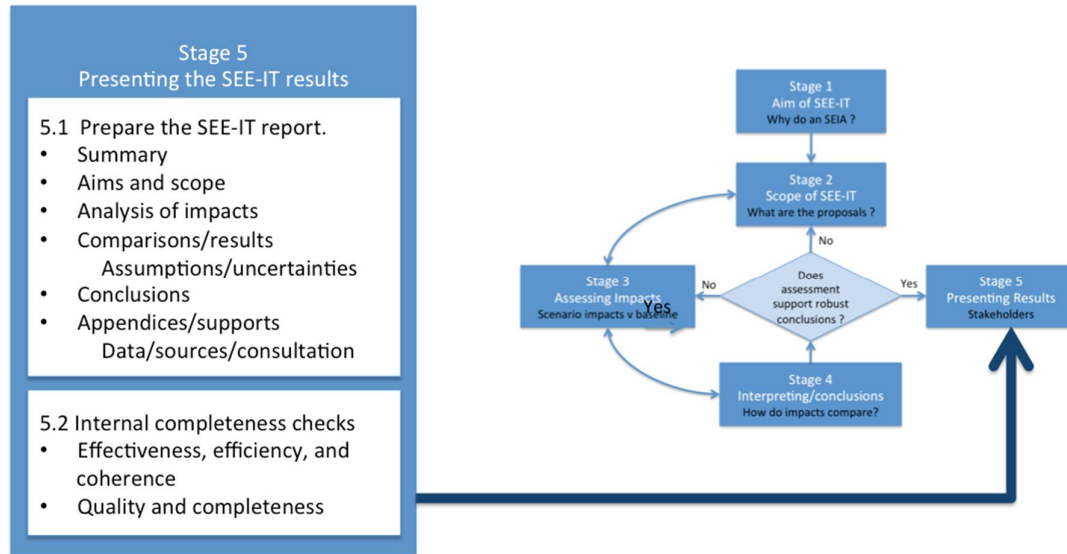 Stage 5
Presenting the SEE-IT results
5.1 Prepare the SEE-IT report.
• Summary
• Aims and scope
• Analysis of impacts
• Comparisons/results
Assumptions/uncertainties
• Conclusions
• Appendices/supports
Data/sources/consultation
5.2 Internal completeness checks
• Effectiveness, efficiency, and
coherence
• Quality and completeness
Stage 1
Aim of SEE-IT
Why do an SEIA ?
Stage 2
Scope of SEE-IT
What are the proposals ?
No
Stage 3
Assessing Impacts
Scenario impacts v baseline
Yes
No
Does
assessment
support robust
conclusions ?
Yes
Stage 5
Presenting Results
Stakeholders
Stage 4
Interpreting/conclusions
How do impacts compare?